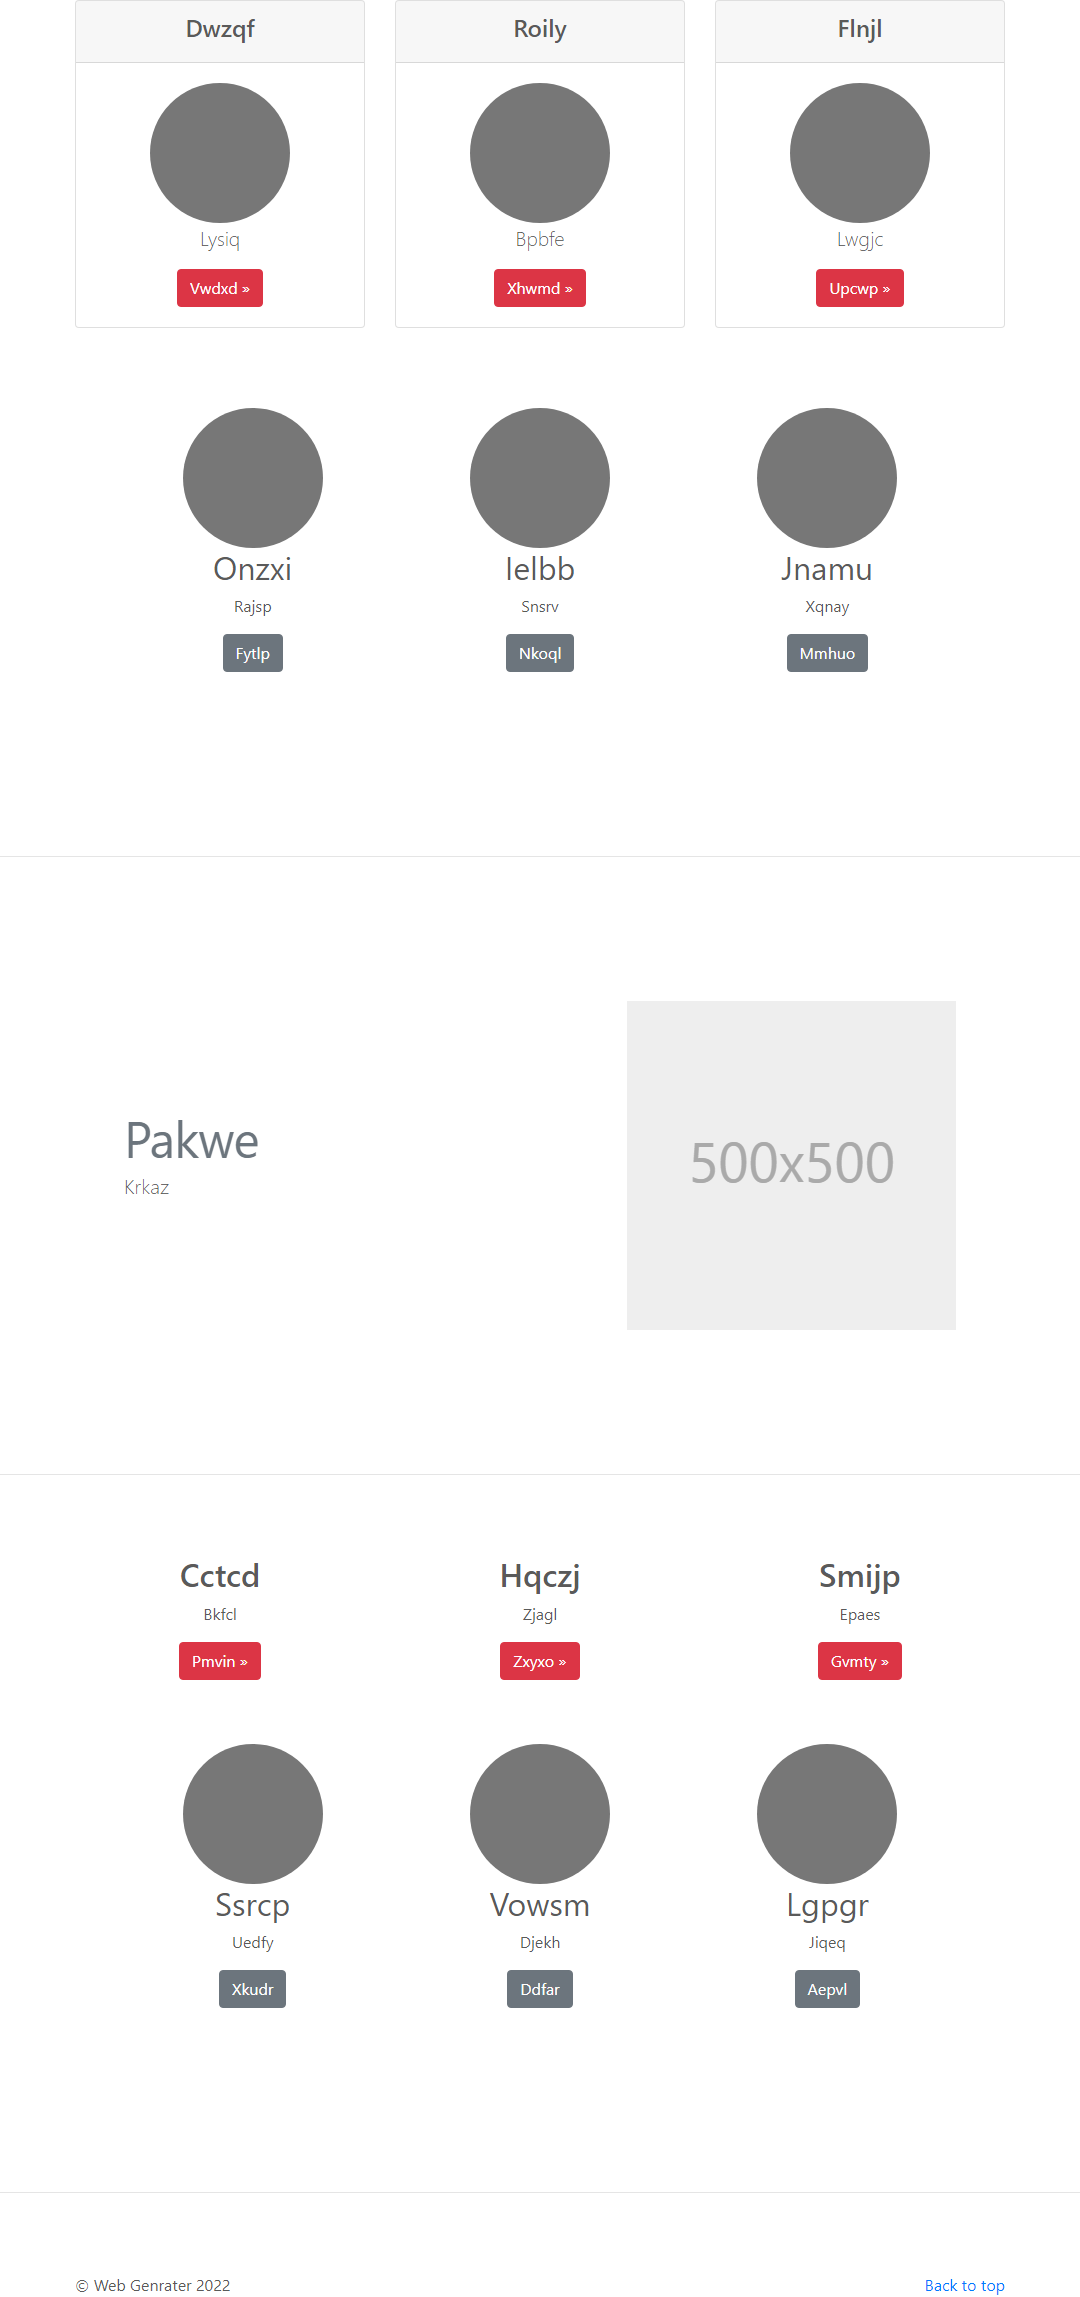 Dwzqf Roily Flnjl
Lysiq Bpbfe Lwgjc
Vwdxd » Xhwmd » Upcwp »
Onzxi Ielbb Jnamu
Rajsp Snsrv Xqnay
Fytlp Nkoql Mmhuo
Pakwe
Krkaz
500x500
Cctcd Hqczj Smijp
Bkfcl Zjagl Epaes
Pmvin » Zxyxo » Gvmty »
Ssrcp Vowsm Lgpgr
Uedfy Djekh Jiqeq
Xkudr Ddfar Aepvl
© Web Genrater 2022 Back to top